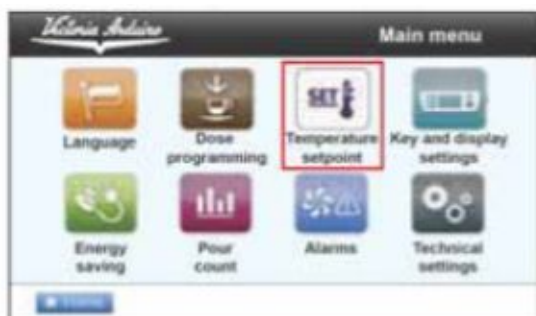 Victoria Arduino
Main menu
SET
Language
Dose
programming
Temperature
setpoint
Key and display
settings
Energy
saving
Pour
count
Alarms
Technical
settings
Home